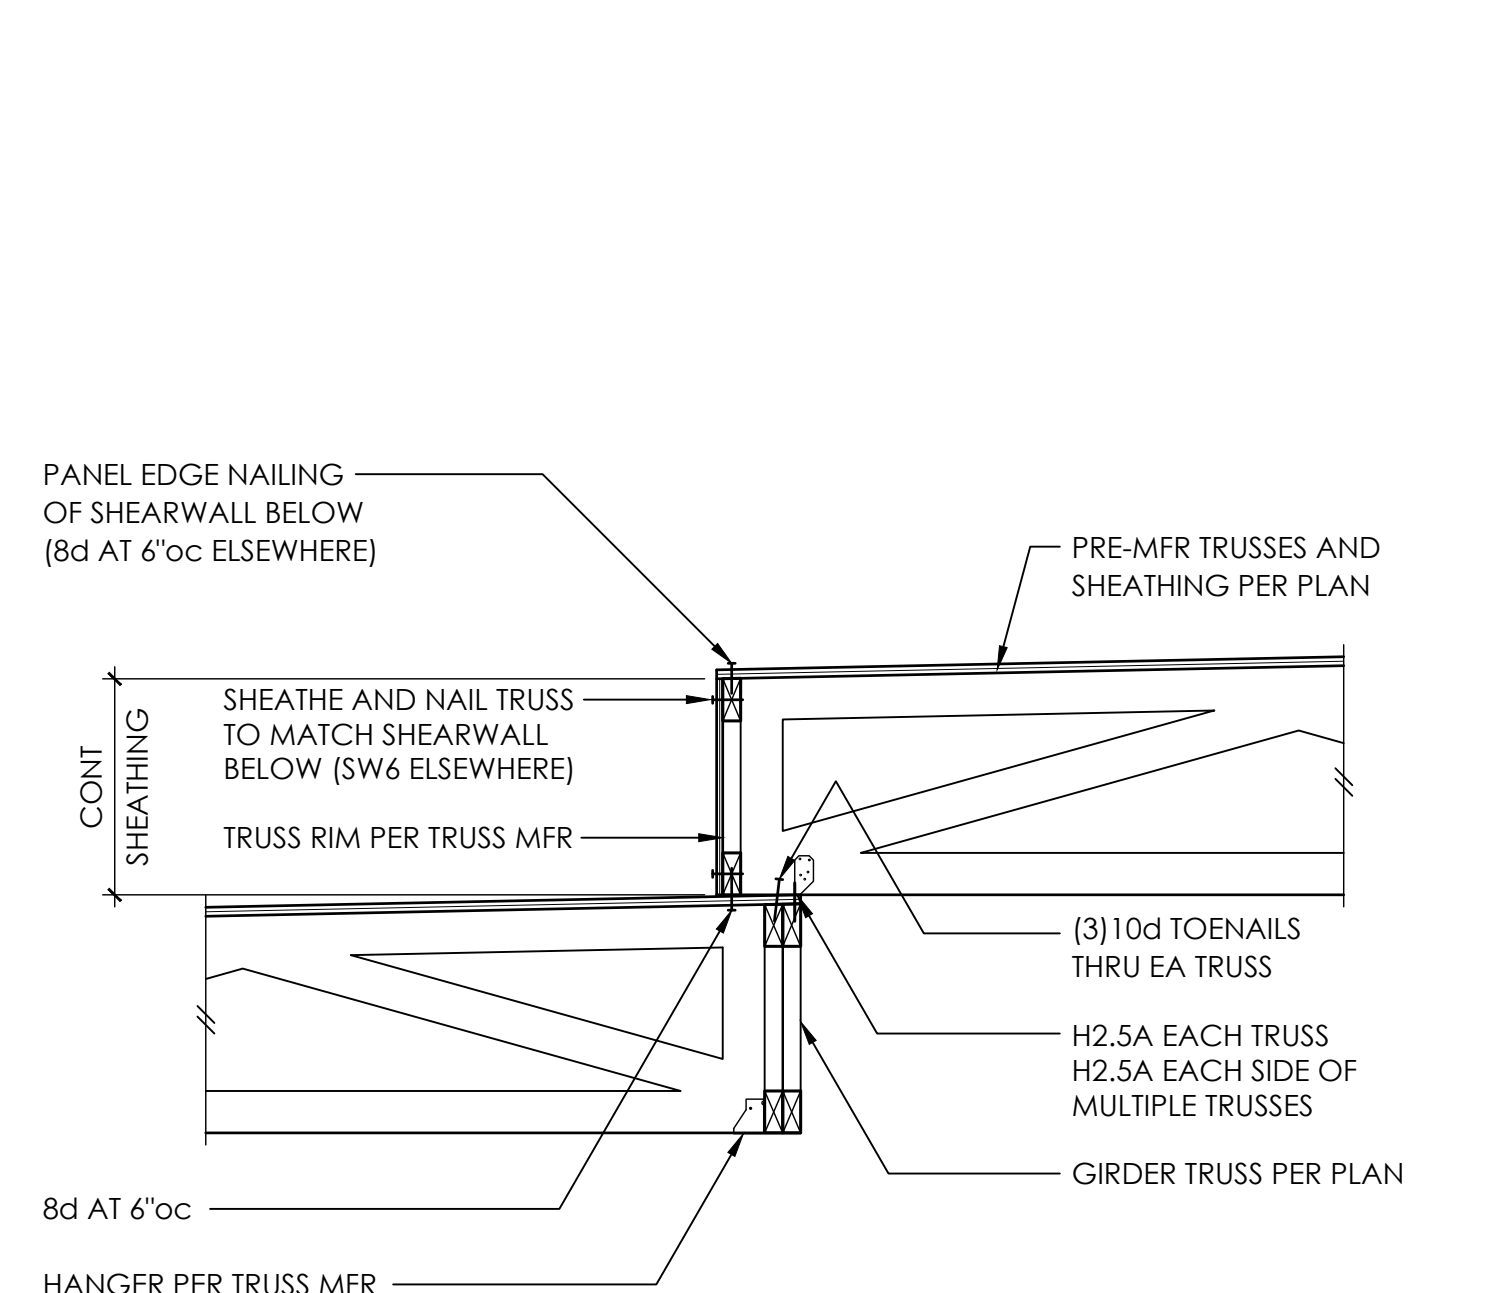 PANEL EDGE NAILING
OF SHEARWALL BELOW
(8d AT 6"oc ELSEWHERE)
PRE-MFR TRUSSES AND
SHEATHING PER PLAN
CONT
SHEATHING
SHEATHE AND NAIL TRUSS
TO MATCH SHEARWALL
BELOW (SW6 ELSEWHERE)
TRUSS RIM PER TRUSS MFR
(3)10d TOENAILS
THRU EA TRUSS
H2.5A EACH TRUSS
H2.5A EACH SIDE OF
MULTIPLE TRUSSES
GIRDER TRUSS PER PLAN
8d AT 6"oc
HANGER PER TRUSS MFR